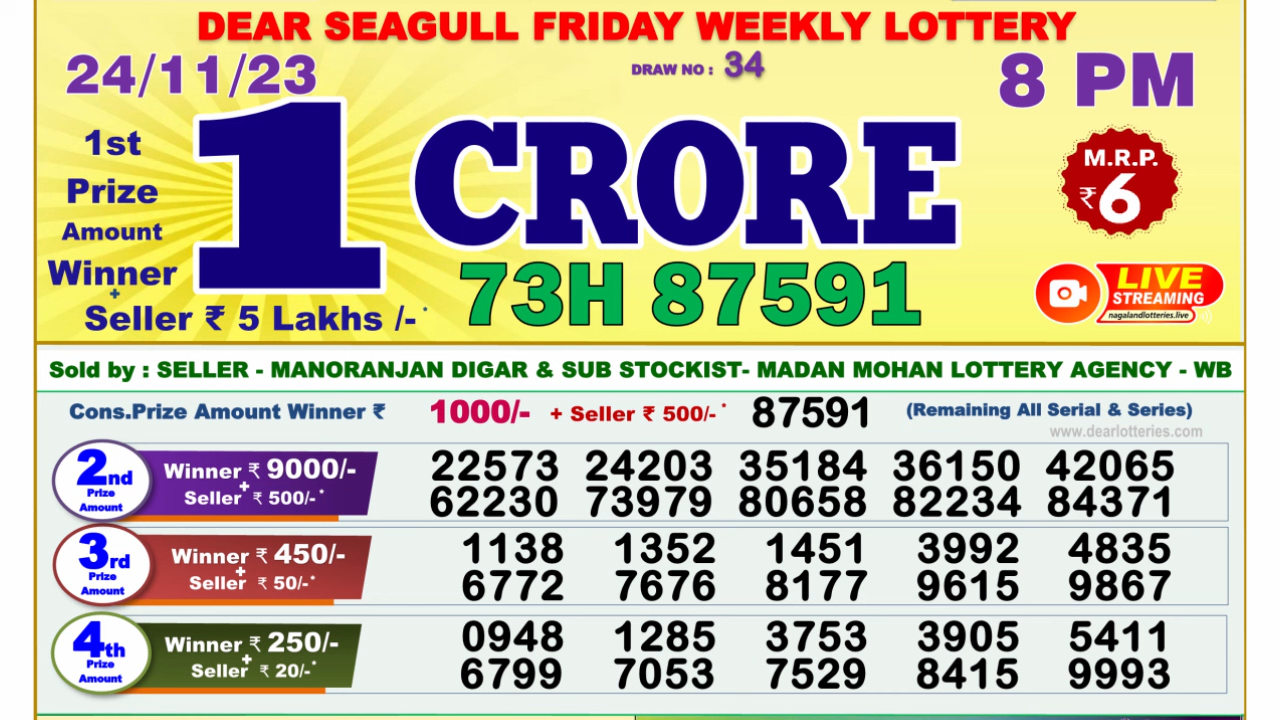 DEAR SEAGULL FRIDAY WEEKLY LOTTERY
24/11/23
DRAW NO : 34
8 PM
1st
Prize
Amount
Winner
+
Seller ₹ 5 Lakhs /-*
1 CRORE
73H 87591
M.R.P.
₹6
LIVE
STREAMING
nagalandlotteries.live
Sold by : SELLER - MANORANJAN DIGAR & SUB STOCKIST- MADAN MOHAN LOTTERY AGENCY - WB
Cons.Prize Amount Winner ₹ 1000/- + Seller ₹ 500/-* 87591 (Remaining All Serial & Series)
www.dearlotteries.com
2nd Prize Amount
Winner ₹ 9000/-
+
Seller ₹ 500/-*
22573 24203 35184 36150 42065
62230 73979 80658 82234 84371
3rd Prize Amount
Winner ₹ 450/-
+
Seller ₹ 50/-*
1138 1352 1451 3992 4835
6772 7676 8177 9615 9867
4th Prize Amount
Winner ₹ 250/-
+
Seller ₹ 20/-*
0948 1285 3753 3905 5411
6799 7053 7529 8415 9993